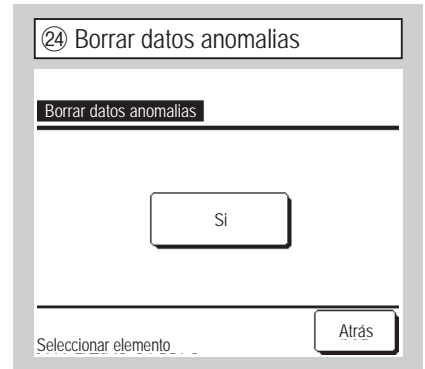 ㉔ Borrar datos anomalias
Borrar datos anomalias
Si
Atrás
Seleccionar elemento